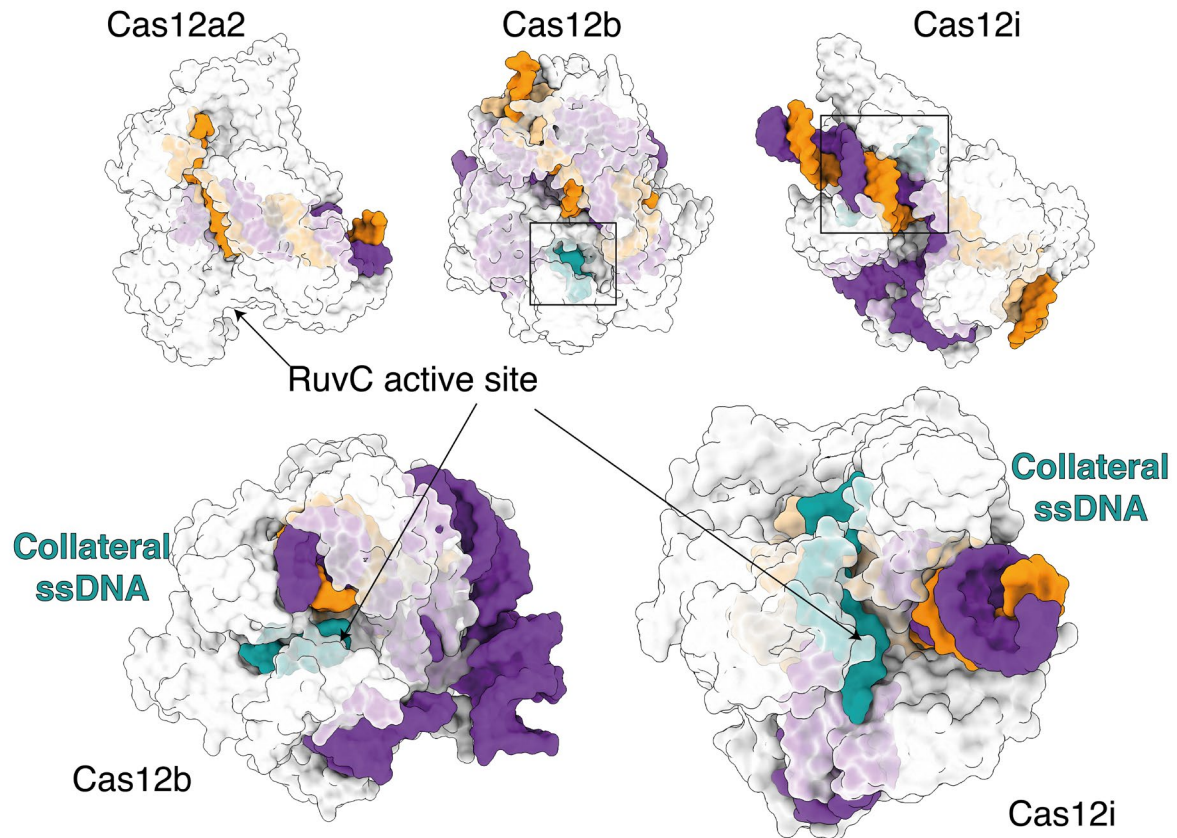 Cas12a2
Cas12b
Cas12i
RuvC active site
Collateral
ssDNA
Collateral
ssDNA
Cas12b
Cas12i